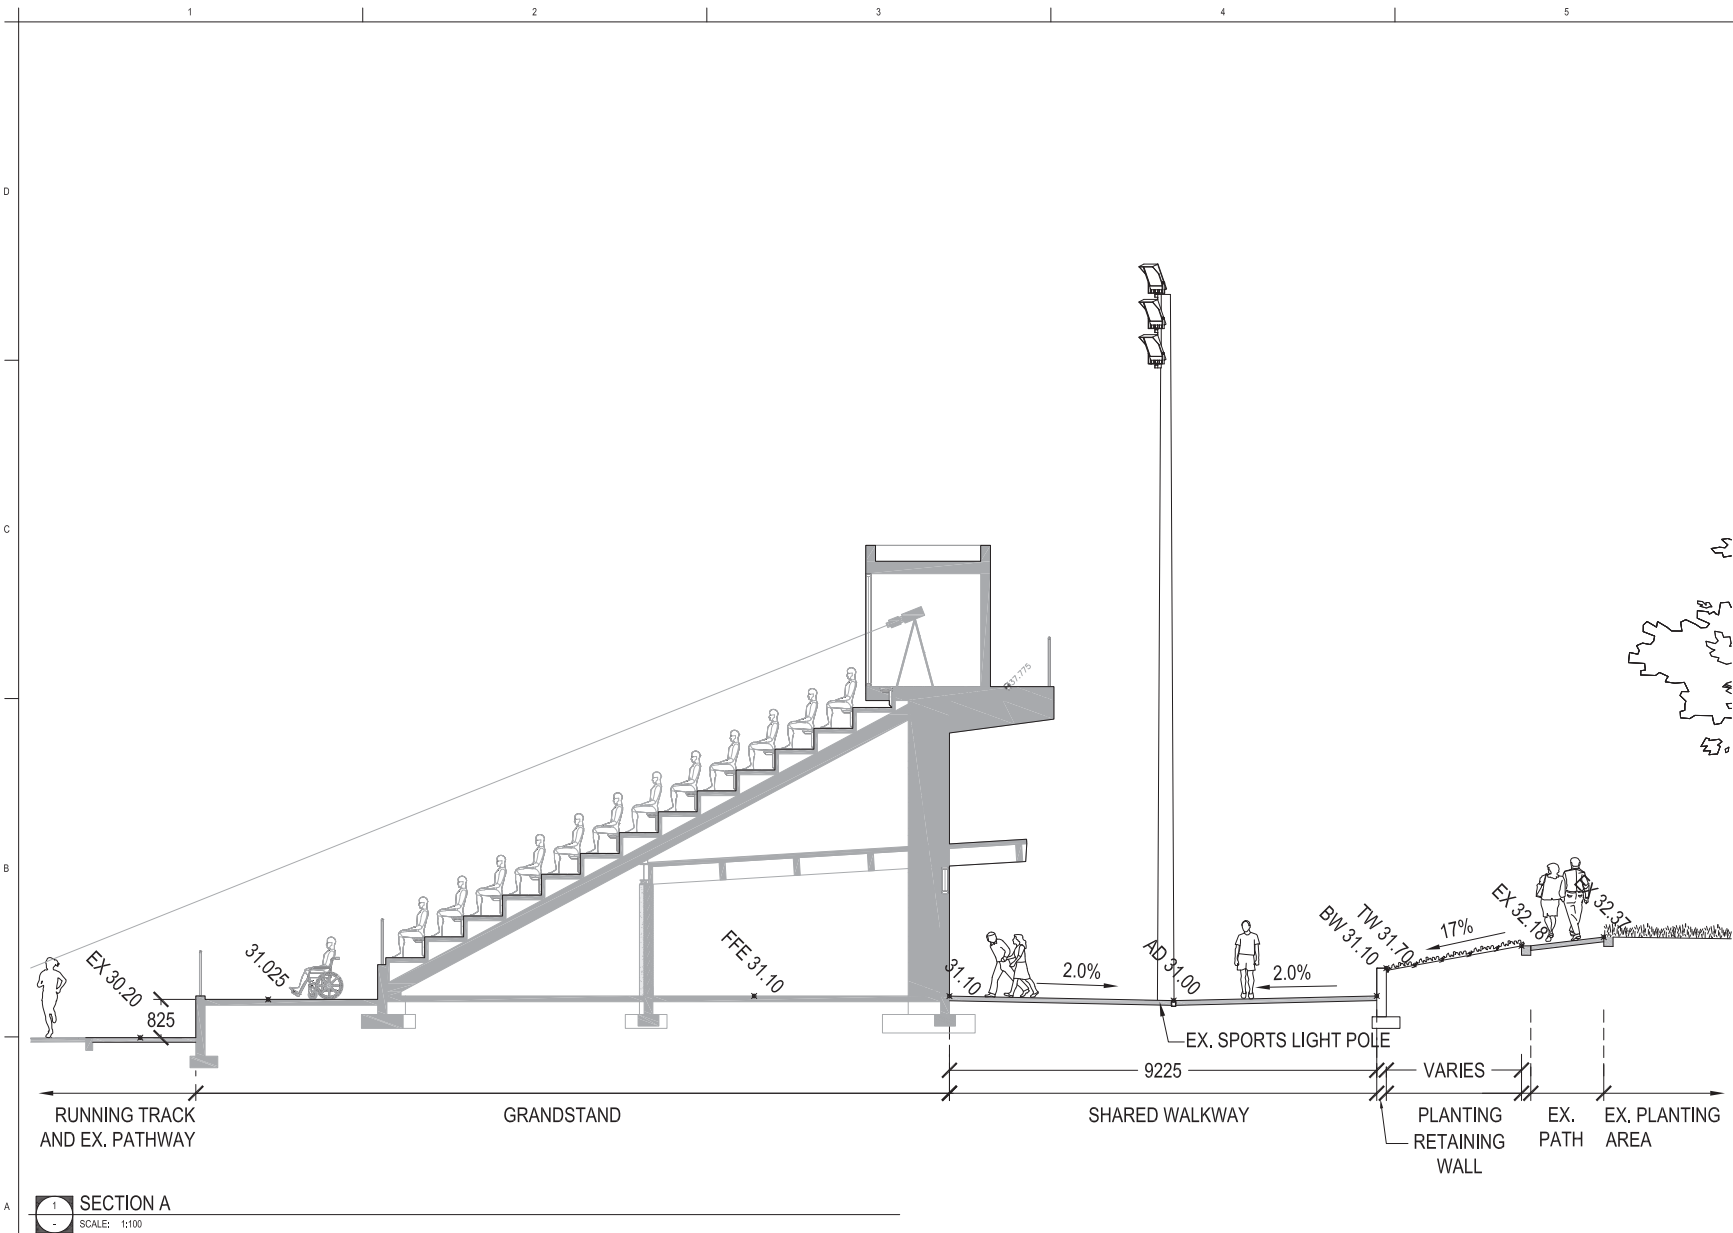 1 2 3 4 5
D
C
B
A
37.775
EX 30.20
825
31.025
FFE 31.10
31.10
2.0%
AD 31.00
2.0%
BW 31.10
TW 31.70
17%
EX 32.18
EX 32.37
EX. SPORTS LIGHT POLE
9225
VARIES
RUNNING TRACK
AND EX. PATHWAY
GRANDSTAND
SHARED WALKWAY
PLANTING
RETAINING
WALL
EX.
PATH
EX. PLANTING
AREA
1
-
SECTION A
SCALE: 1:100